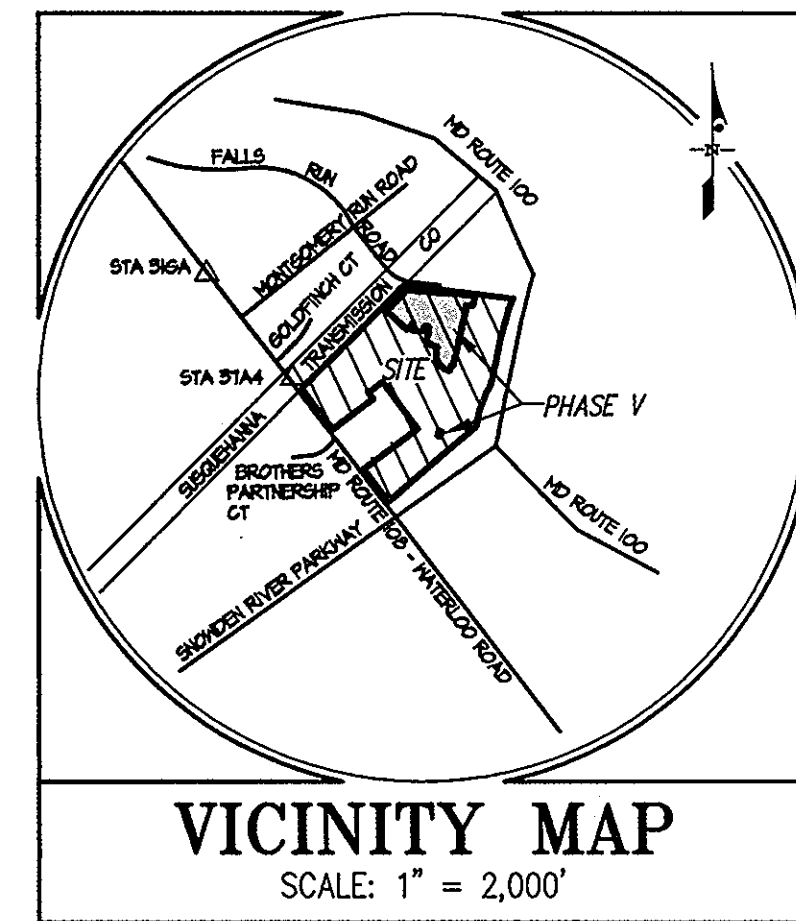 MD ROUTE 100
FALLS
RUN
ROAD
MONTGOMERY RUN ROAD
CO
N
STA 316A
GOLDFINCH CT
TRANSMISSION
STA 37A4
SITE
PHASE V
SUSQUEHANNA
BROTHERS
PARTNERSHIP
CT
MD ROUTE 108 - WATERLOO ROAD
MD ROUTE 100
SNOWDEN RIVER PARKWAY
VICINITY MAP
SCALE: 1" = 2,000'